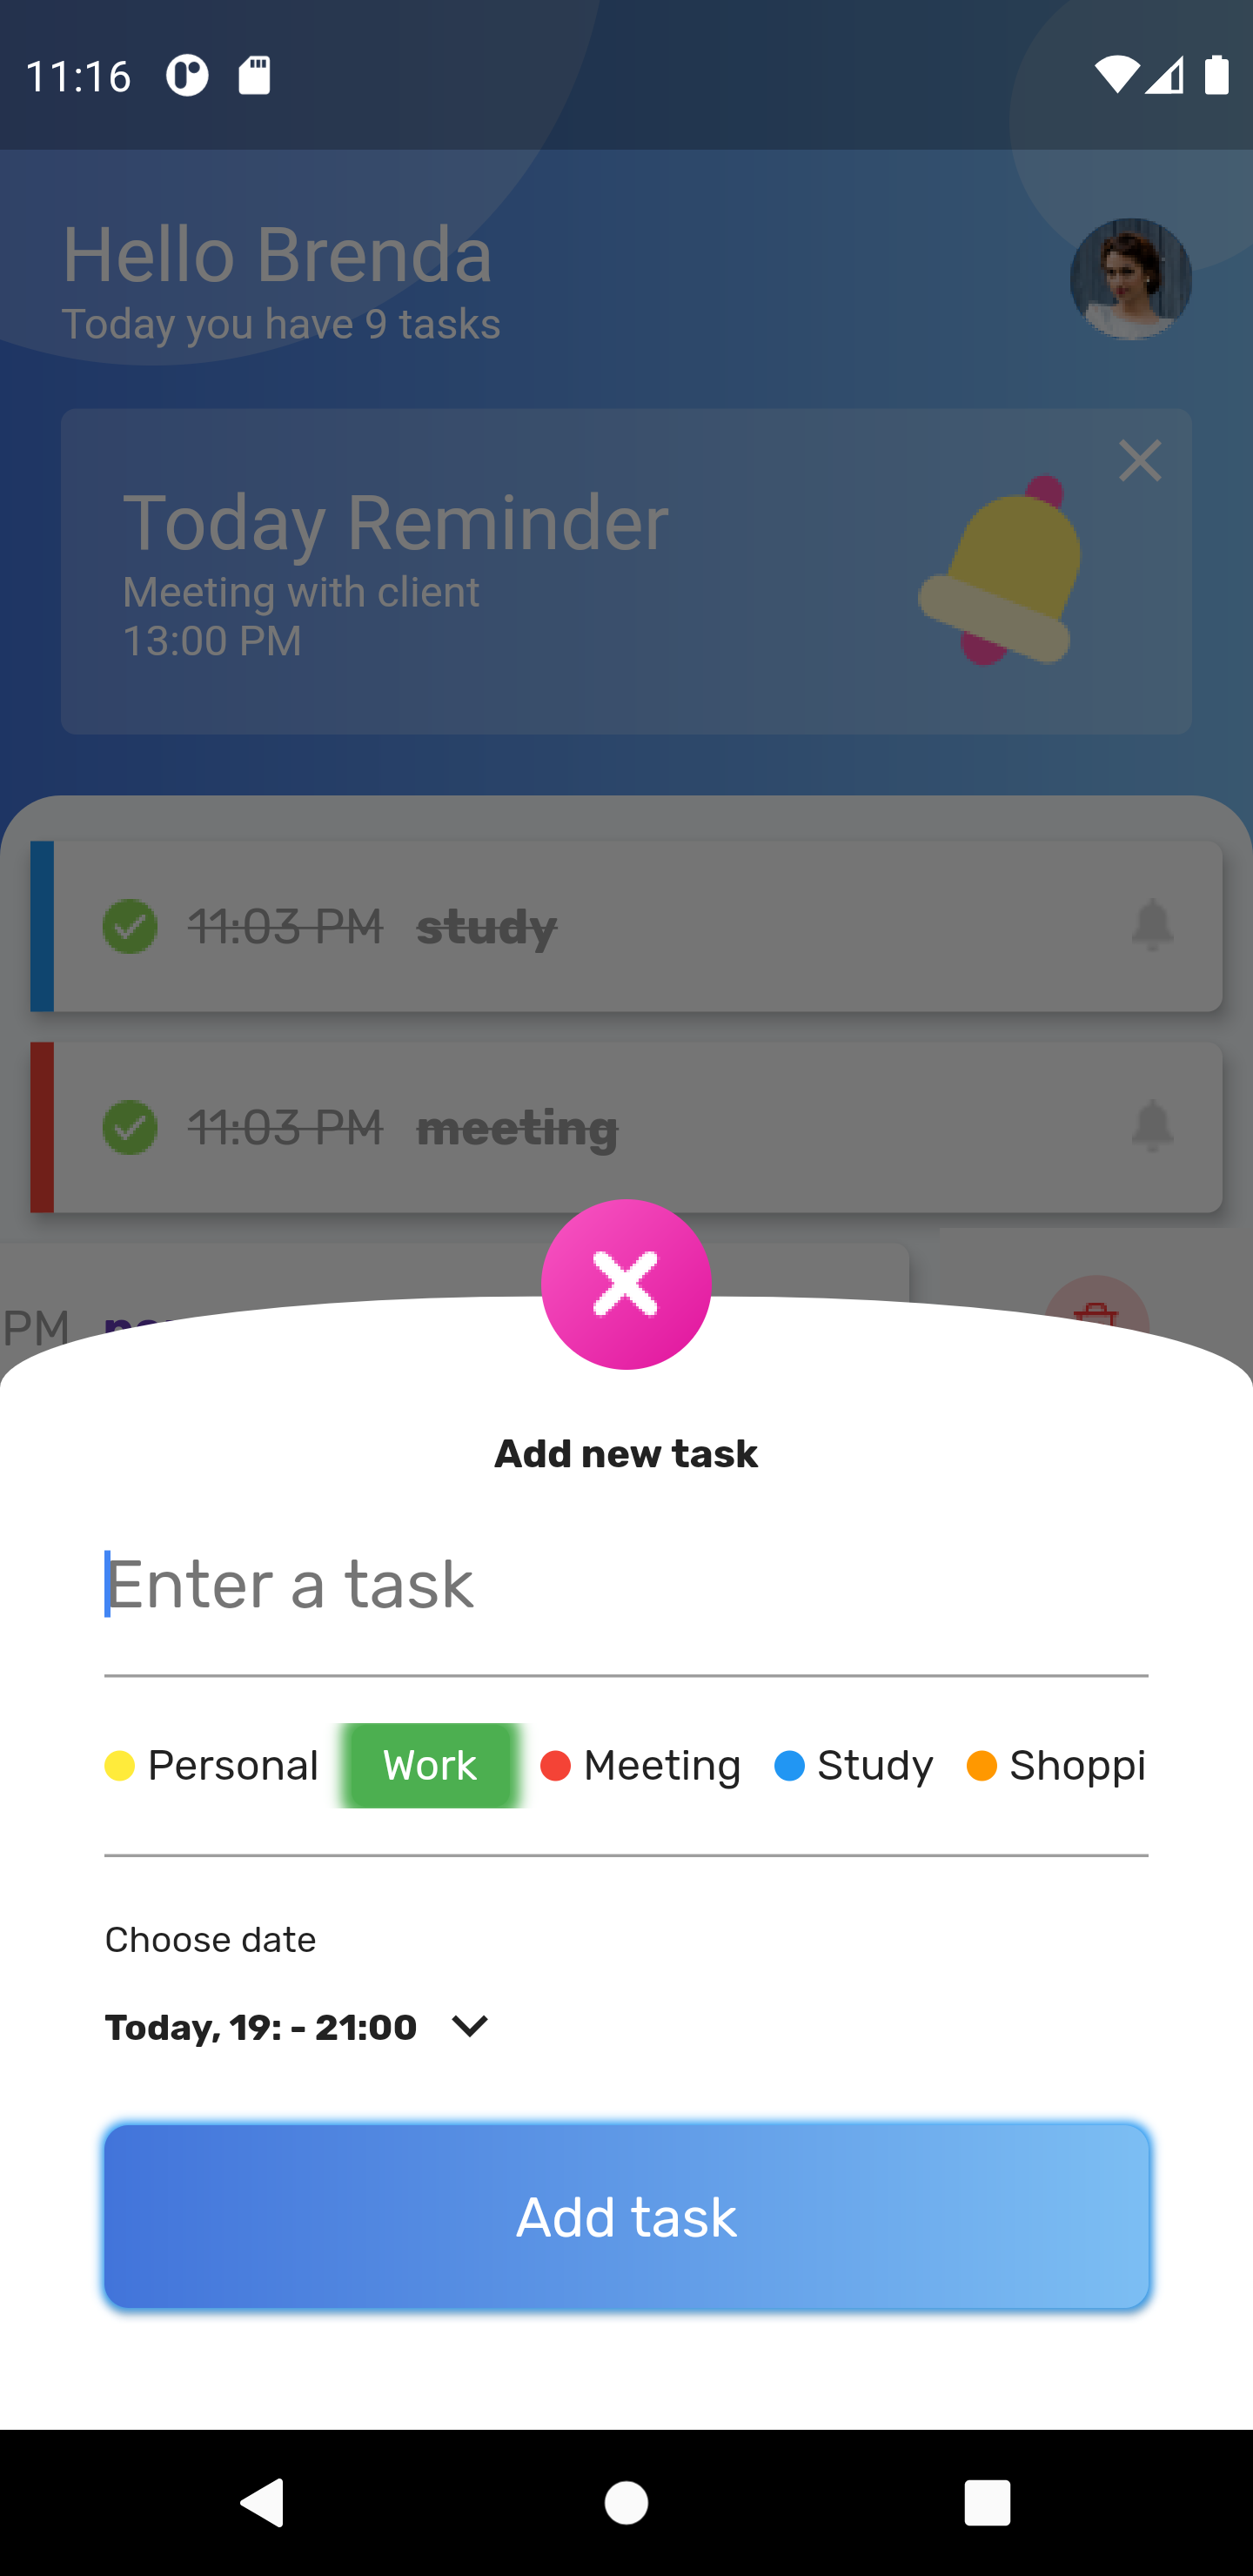 11:16
Hello Brenda
Today you have 9 tasks
Today Reminder
Meeting with client
13:00 PM
11:03 PM study
11:03 PM meeting
PM
Add new task
Enter a task
Personal Work Meeting Study Shoppi
Choose date
Today, 19: - 21:00
Add task